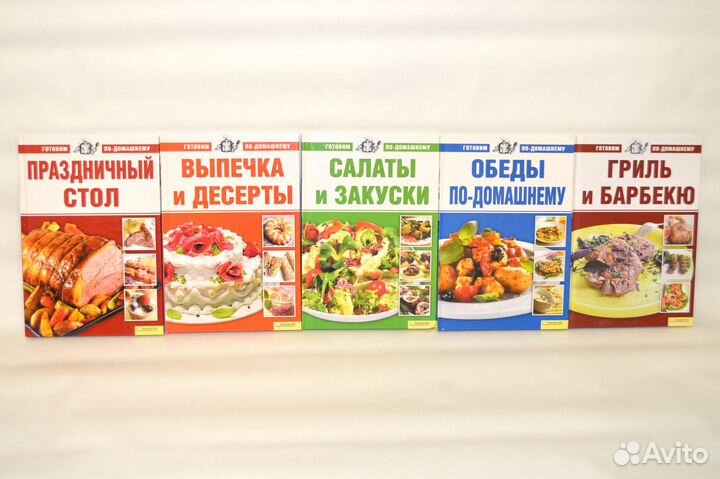 ГОТОВИМ ПО-ДОМАШНЕМУ
ПРАЗДНИЧНЫЙ
СТОЛ
ГОТОВИМ ПО-ДОМАШНЕМУ
ВЫПЕЧКА
и ДЕСЕРТЫ
ГОТОВИМ ПО-ДОМАШНЕМУ
САЛАТЫ
и ЗАКУСКИ
ГОТОВИМ ПО-ДОМАШНЕМУ
ОБЕДЫ
ПО-ДОМАШНЕМУ
ГОТОВИМ ПО-ДОМАШНЕМУ
ГРИЛЬ
и БАРБЕКЮ
Avito